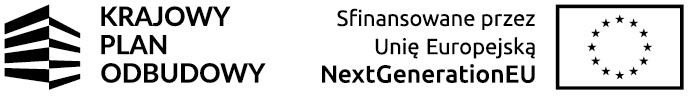 KRAJOWY
PLAN
ODBUDOWY
Sfinansowane przez
Unię Europejską
NextGenerationEU